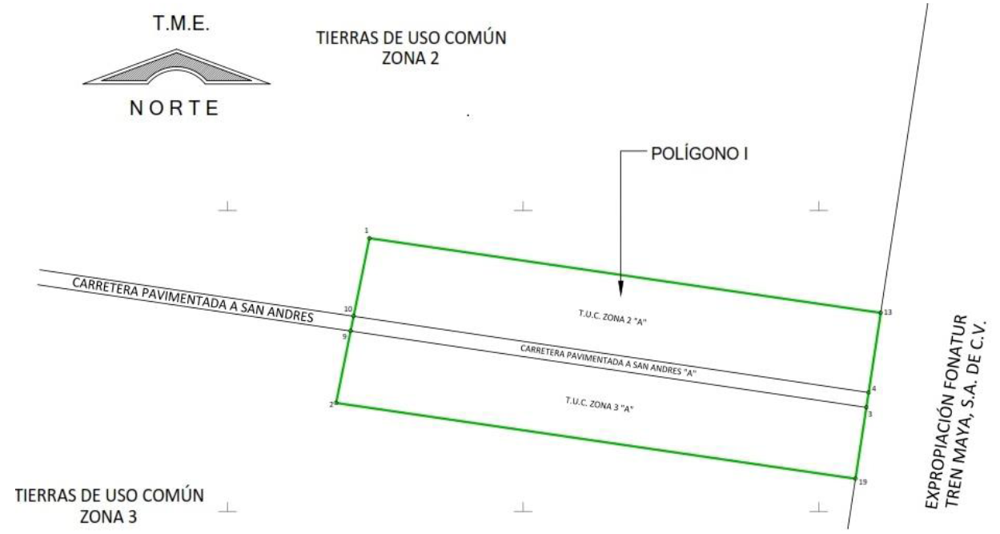 T.M.E.
NORTE
TIERRAS DE USO COMÚN
ZONA 2
POLÍGONO I
1
13
T.U.C. ZONA 2 "A"
CARRETERA PAVIMENTADA A SAN ANDRES
10
9
CARRETERA PAVIMENTADA A SAN ANDRES "A"
4
3
T.U.C. ZONA 3 "A"
2
19
EXPROPIACIÓN FONATUR
TREN MAYA, S.A. DE C.V.
TIERRAS DE USO COMÚN
ZONA 3